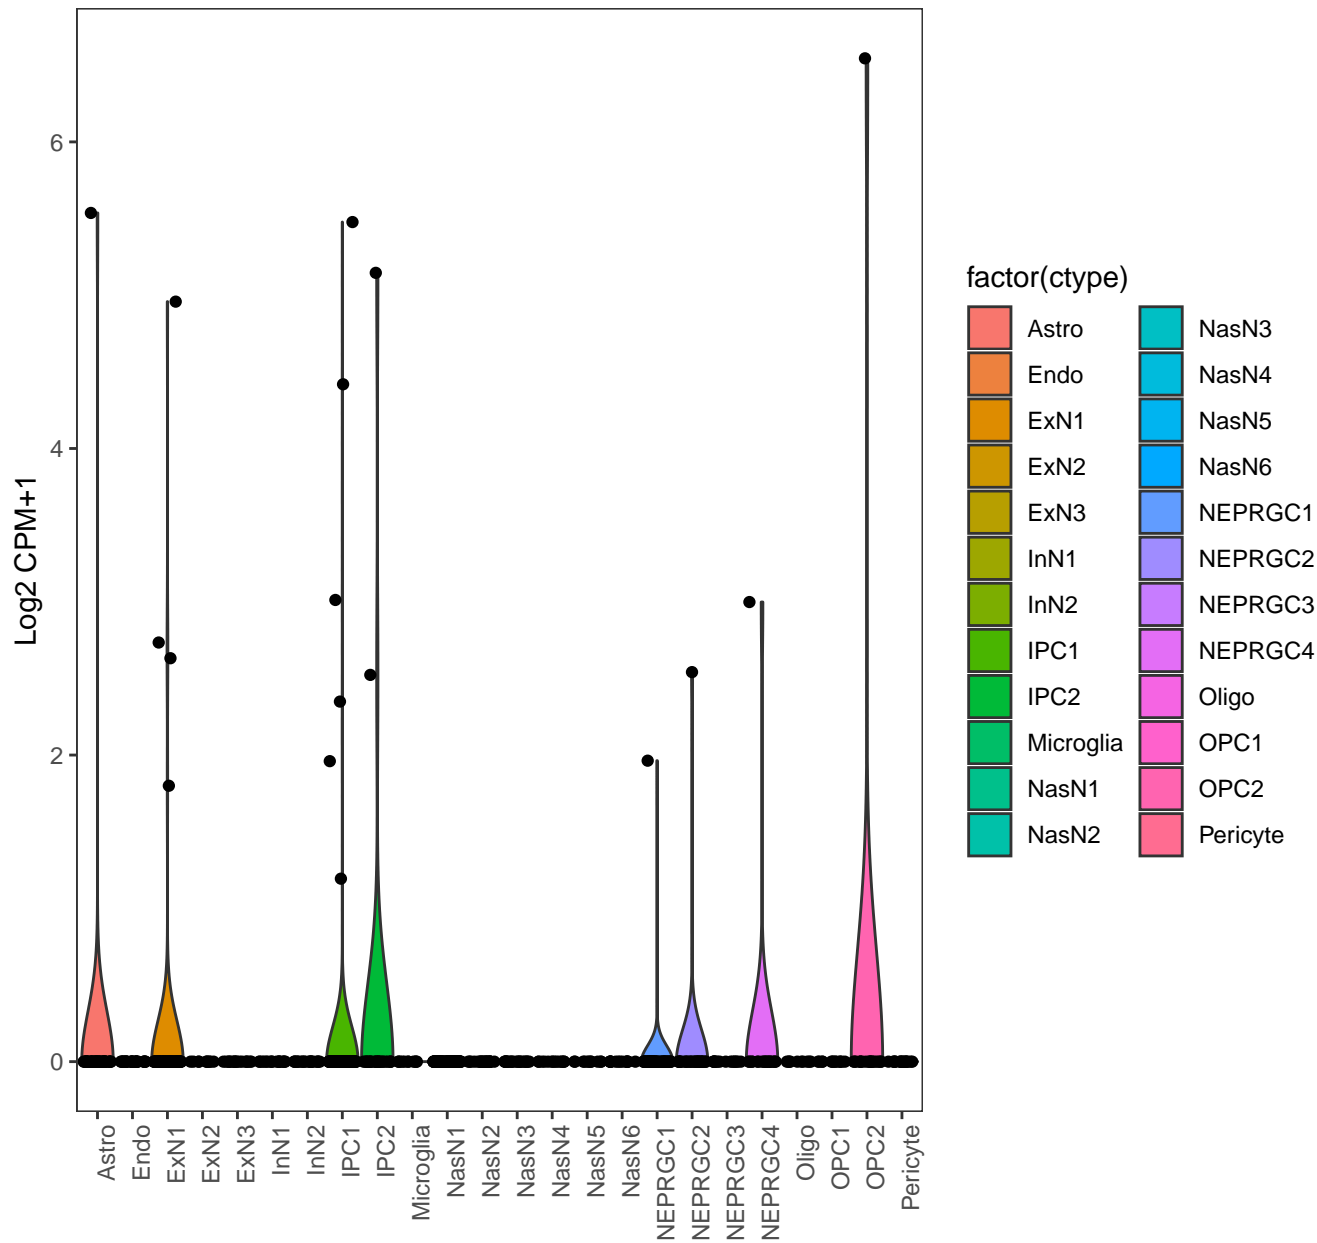 6
4
2
0
Log2 CPM+1
Astro
Endo
ExN1
ExN2
ExN3
InN1
InN2
IPC1
IPC2
Microglia
NasN1
NasN2
NasN3
NasN4
NasN5
NasN6
NEPRGC1
NEPRGC2
NEPRGC3
NEPRGC4
Oligo
OPC1
OPC2
Pericyte
factor(ctype)
Astro
Endo
ExN1
ExN2
ExN3
InN1
InN2
IPC1
IPC2
Microglia
NasN1
NasN2
NasN3
NasN4
NasN5
NasN6
NEPRGC1
NEPRGC2
NEPRGC3
NEPRGC4
Oligo
OPC1
OPC2
Pericyte